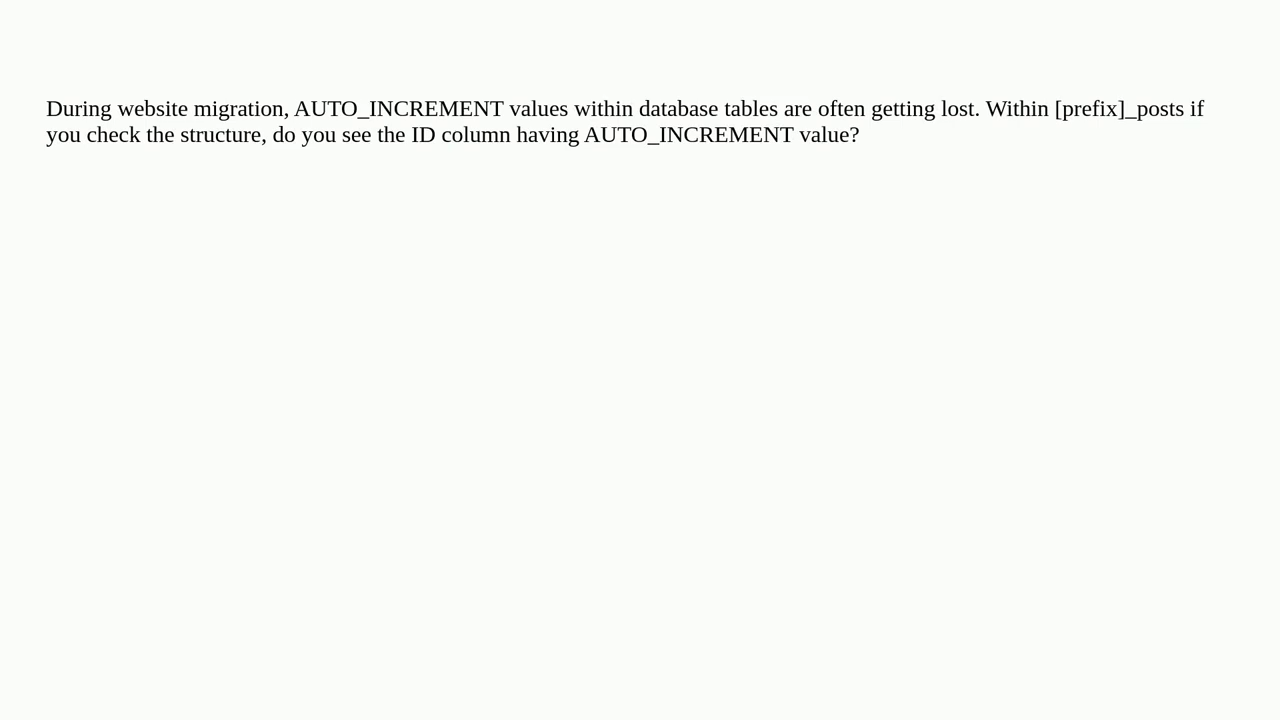 During website migration, AUTO_INCREMENT values within database tables are often getting lost. Within [prefix]_posts if
you check the structure, do you see the ID column having AUTO_INCREMENT value?